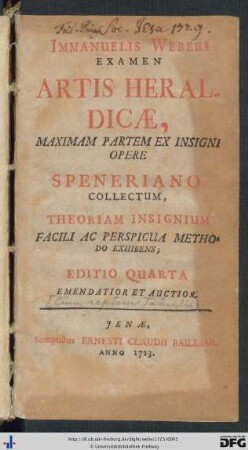 IMMANUELIS WEBERI
EXAMEN
ARTIS HERAL-
DICÆ,
MAXIMAM PARTEM EX INSIGNI
OPERE
SPENERIANO
COLLECTUM,
THEORIAM INSIGNIUM
FACILI AC PERSPICUA METHO-
DO EXHIBENS,
EDITIO QUARTA
EMENDATIOR ET AUCTIOR.
JENÆ,
Sumptibus ERNESTI CLAUDII BAILLIAR.
ANNO 1723.
DFG